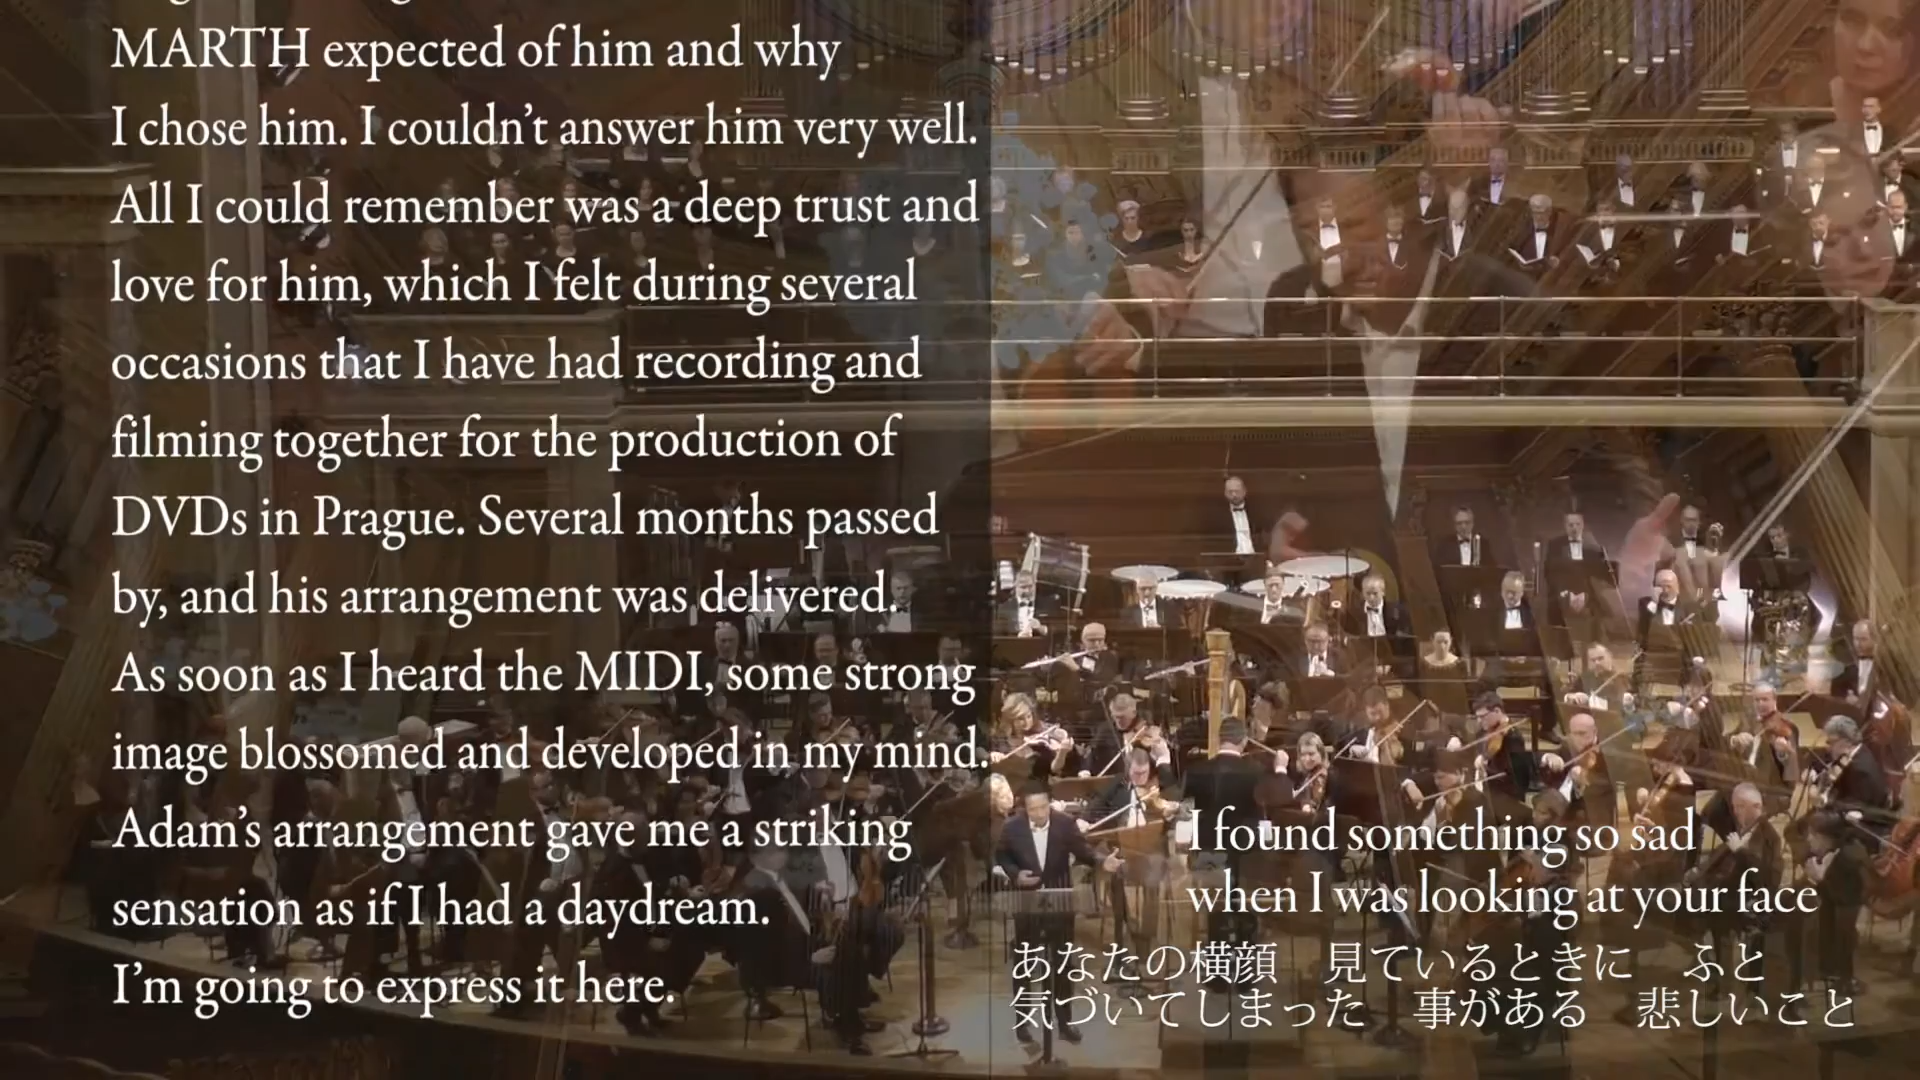 MARTH expected of him and why
I chose him. I couldn't answer him very well.
All I could remember was a deep trust and
love for him, which I felt during several
occasions that I have had recording and
filming together for the production of
DVDs in Prague. Several months passed
by, and his arrangement was delivered.
As soon as I heard the MIDI, some strong
image blossomed and developed in my mind.
Adam's arrangement gave me a striking
sensation as if I had a daydream.
I'm going to express it here.
I found something so sad
when I was looking at your face
あなたの横顔　見ているときに　ふと
気づいてしまった　事がある　悲しいこと